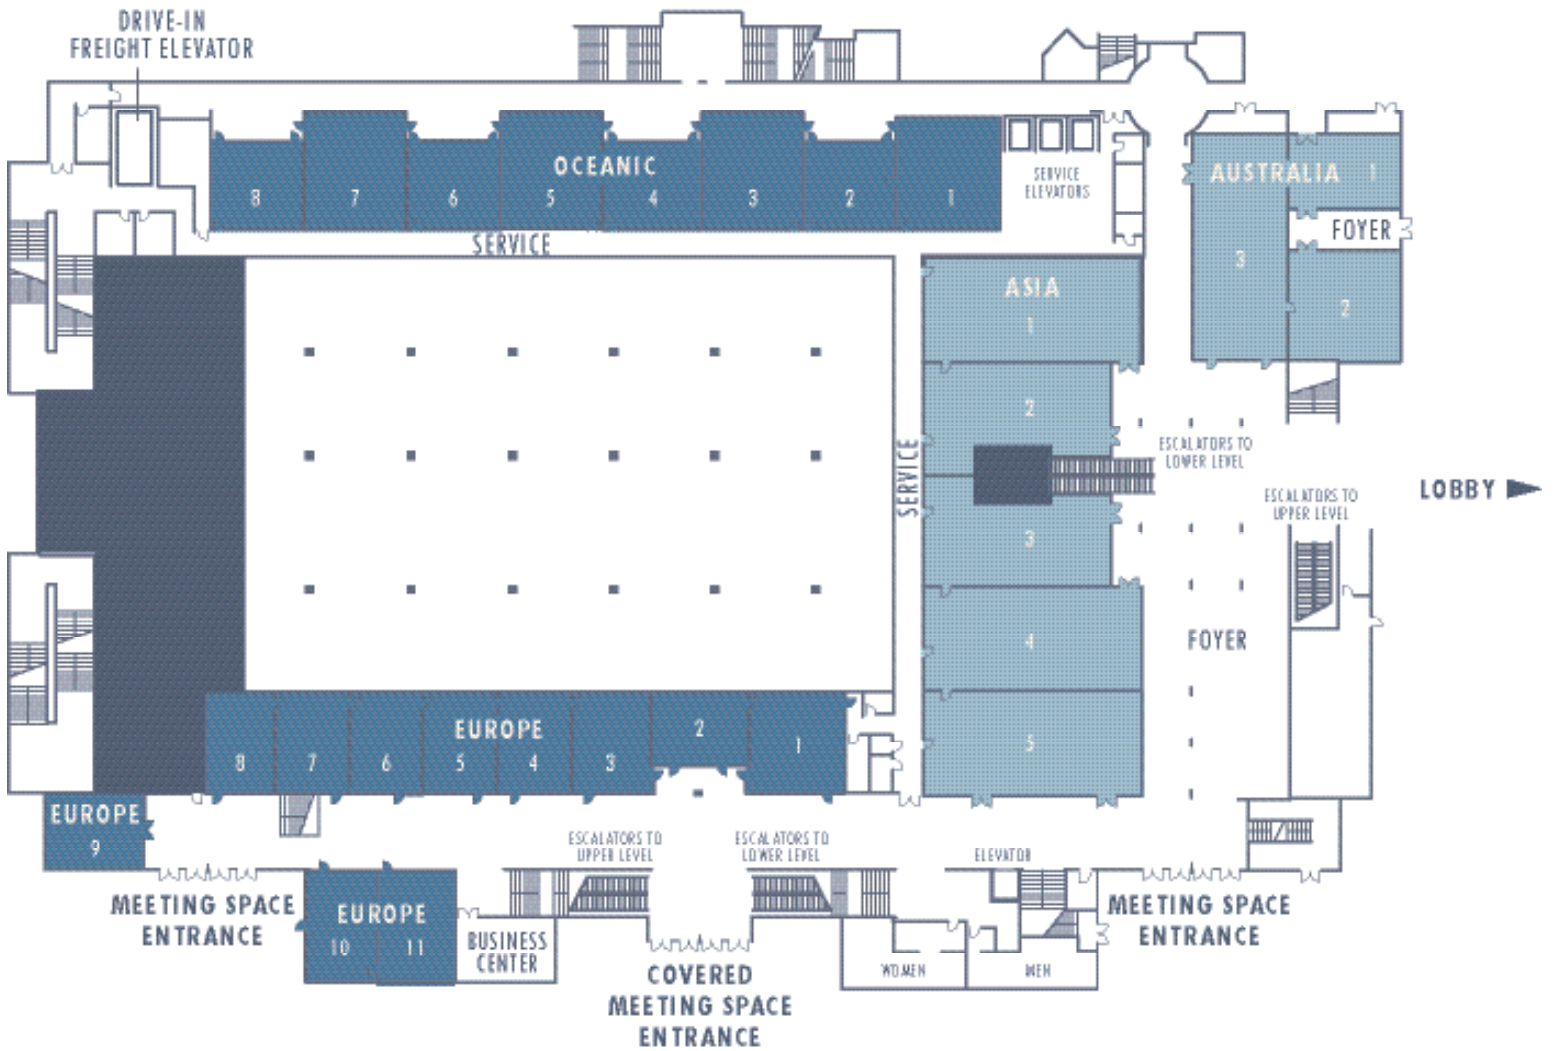 DRIVE-IN
FREIGHT ELEVATOR
OCEANIC
8
7
6
5
4
3
2
1
SERVICE
ELEVATORS
AUSTRALIA
1
FOYER
3
2
SERVICE
ASIA
1
2
3
4
5
SERVICE
ESCALATORS TO
LOWER LEVEL
LOBBY
ESCALATORS TO
UPPER LEVEL
FOYER
EUROPE
8
7
6
5
4
3
2
1
EUROPE
9
ESCALATORS TO
UPPER LEVEL
ESCALATORS TO
LOWER LEVEL
ELEVATOR
MEETING SPACE
ENTRANCE
EUROPE
10
11
BUSINESS
CENTER
COVERED
MEETING SPACE
ENTRANCE
WOMEN
MEN
MEETING SPACE
ENTRANCE